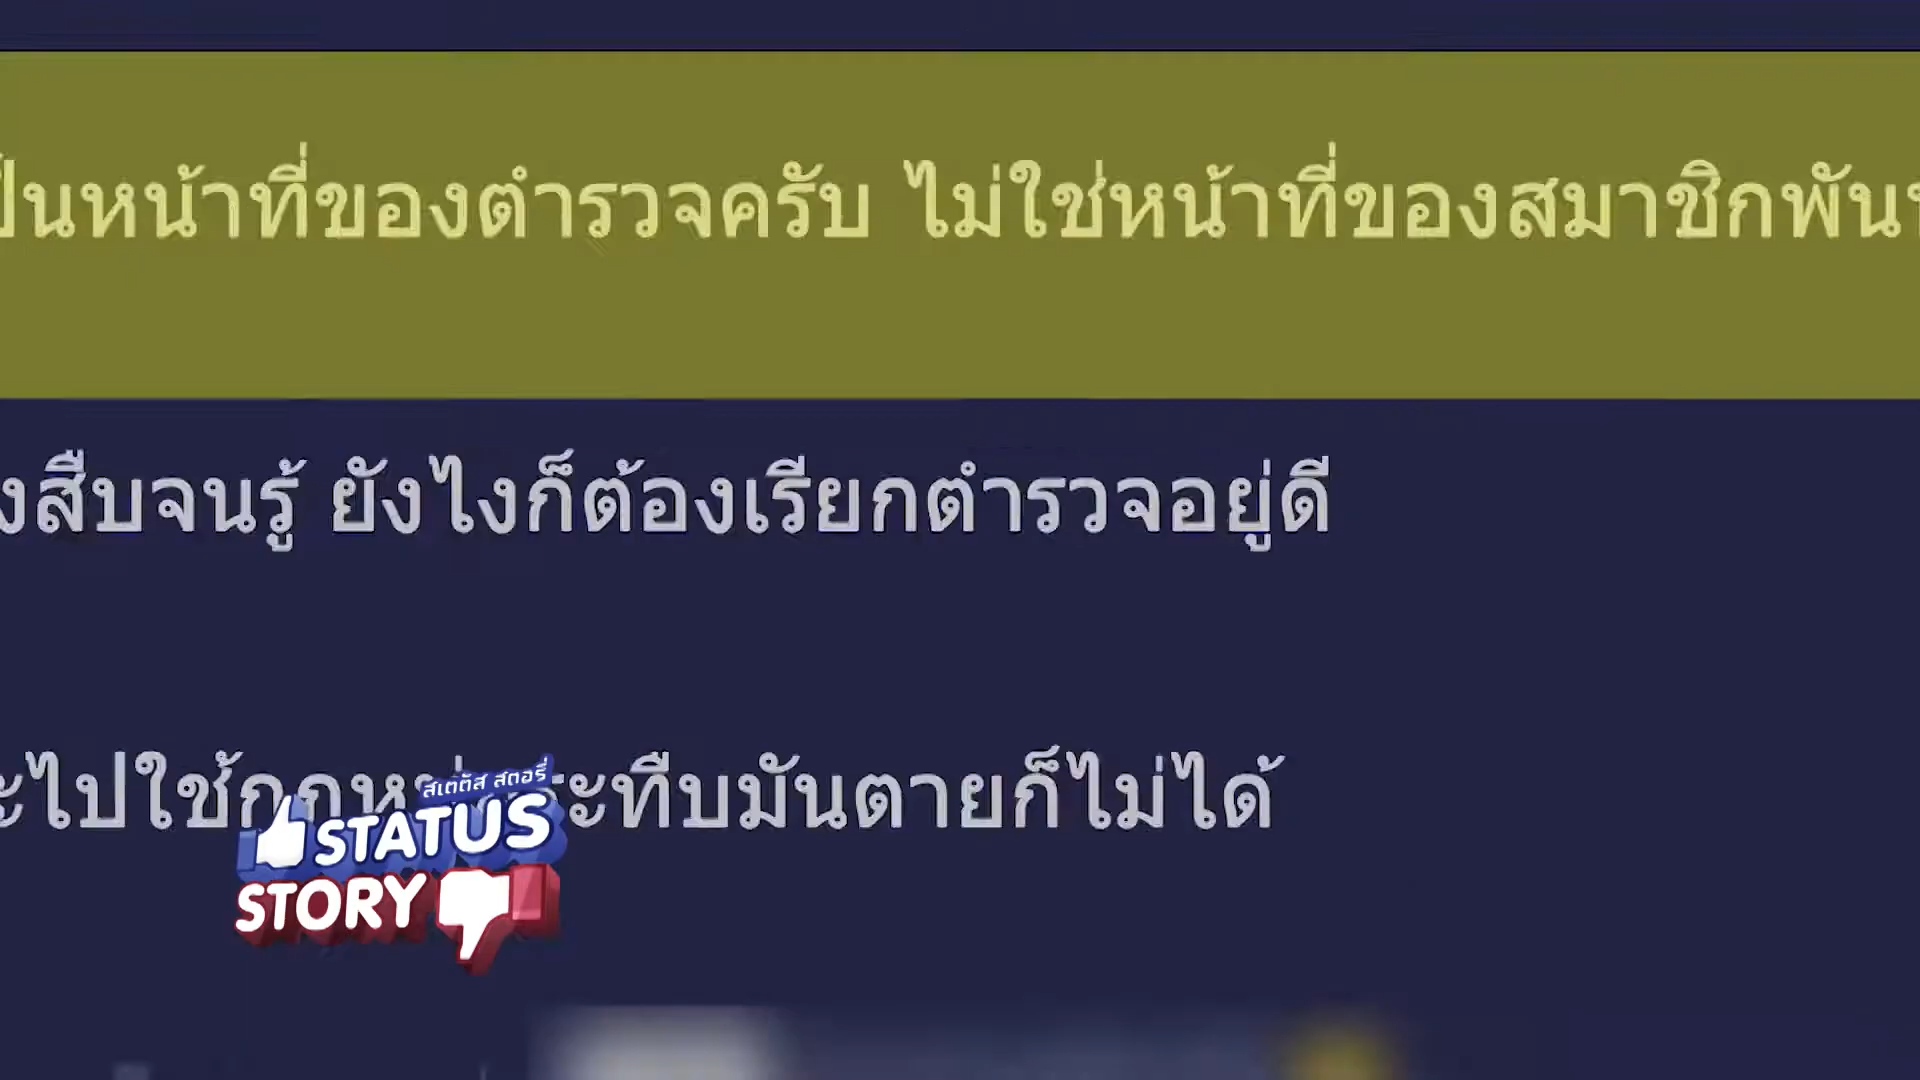 เป็นหน้าที่ของตำรวจครับ ไม่ใช่หน้าที่ของสมาชิกพัน
งสืบจนรู้ ยังไงก็ต้องเรียกตำรวจอยู่ดี
ะไปใช้ กระทืบมันตายก็ไม่ได้
สเตตัส สตอรี่
STATUS
STORY